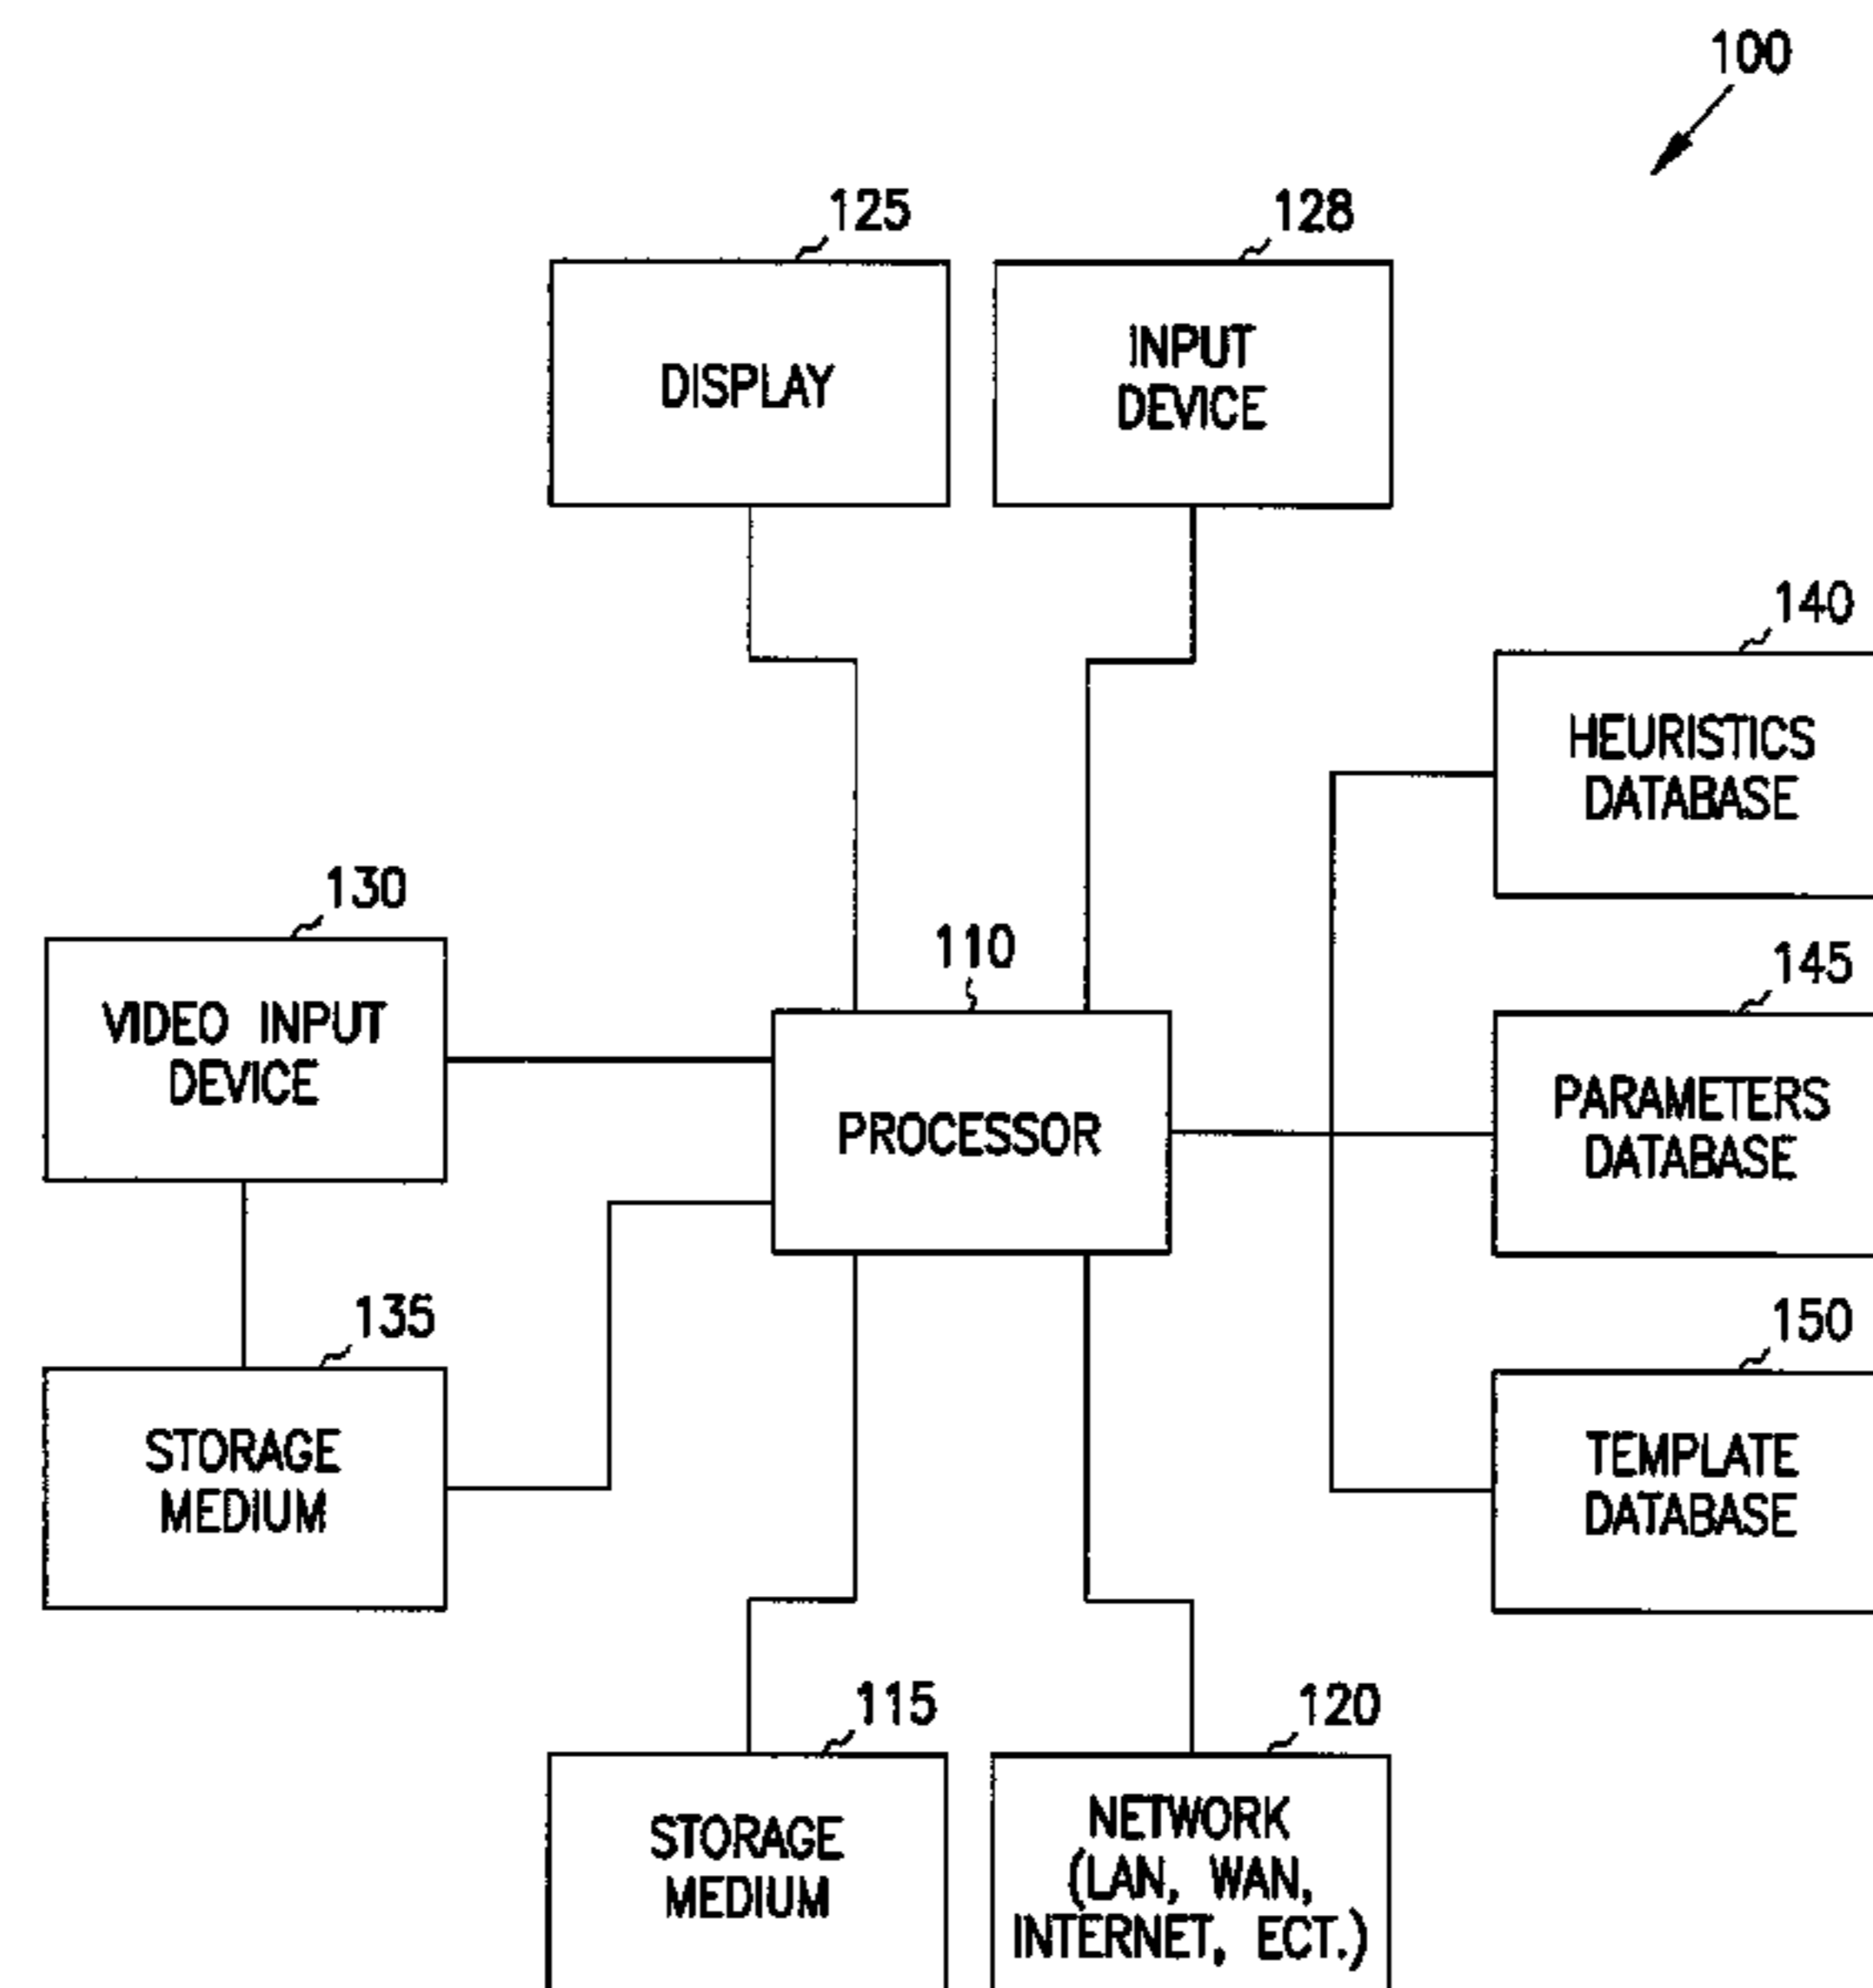 100
125
128
DISPLAY
INPUT
DEVICE
140
HEURISTICS
DATABASE
130
110
145
VIDEO INPUT
DEVICE
PROCESSOR
PARAMETERS
DATABASE
135
150
STORAGE
MEDIUM
TEMPLATE
DATABASE
115
120
STORAGE
MEDIUM
NETWORK
(LAN, WAN,
INTERNET, ECT.)